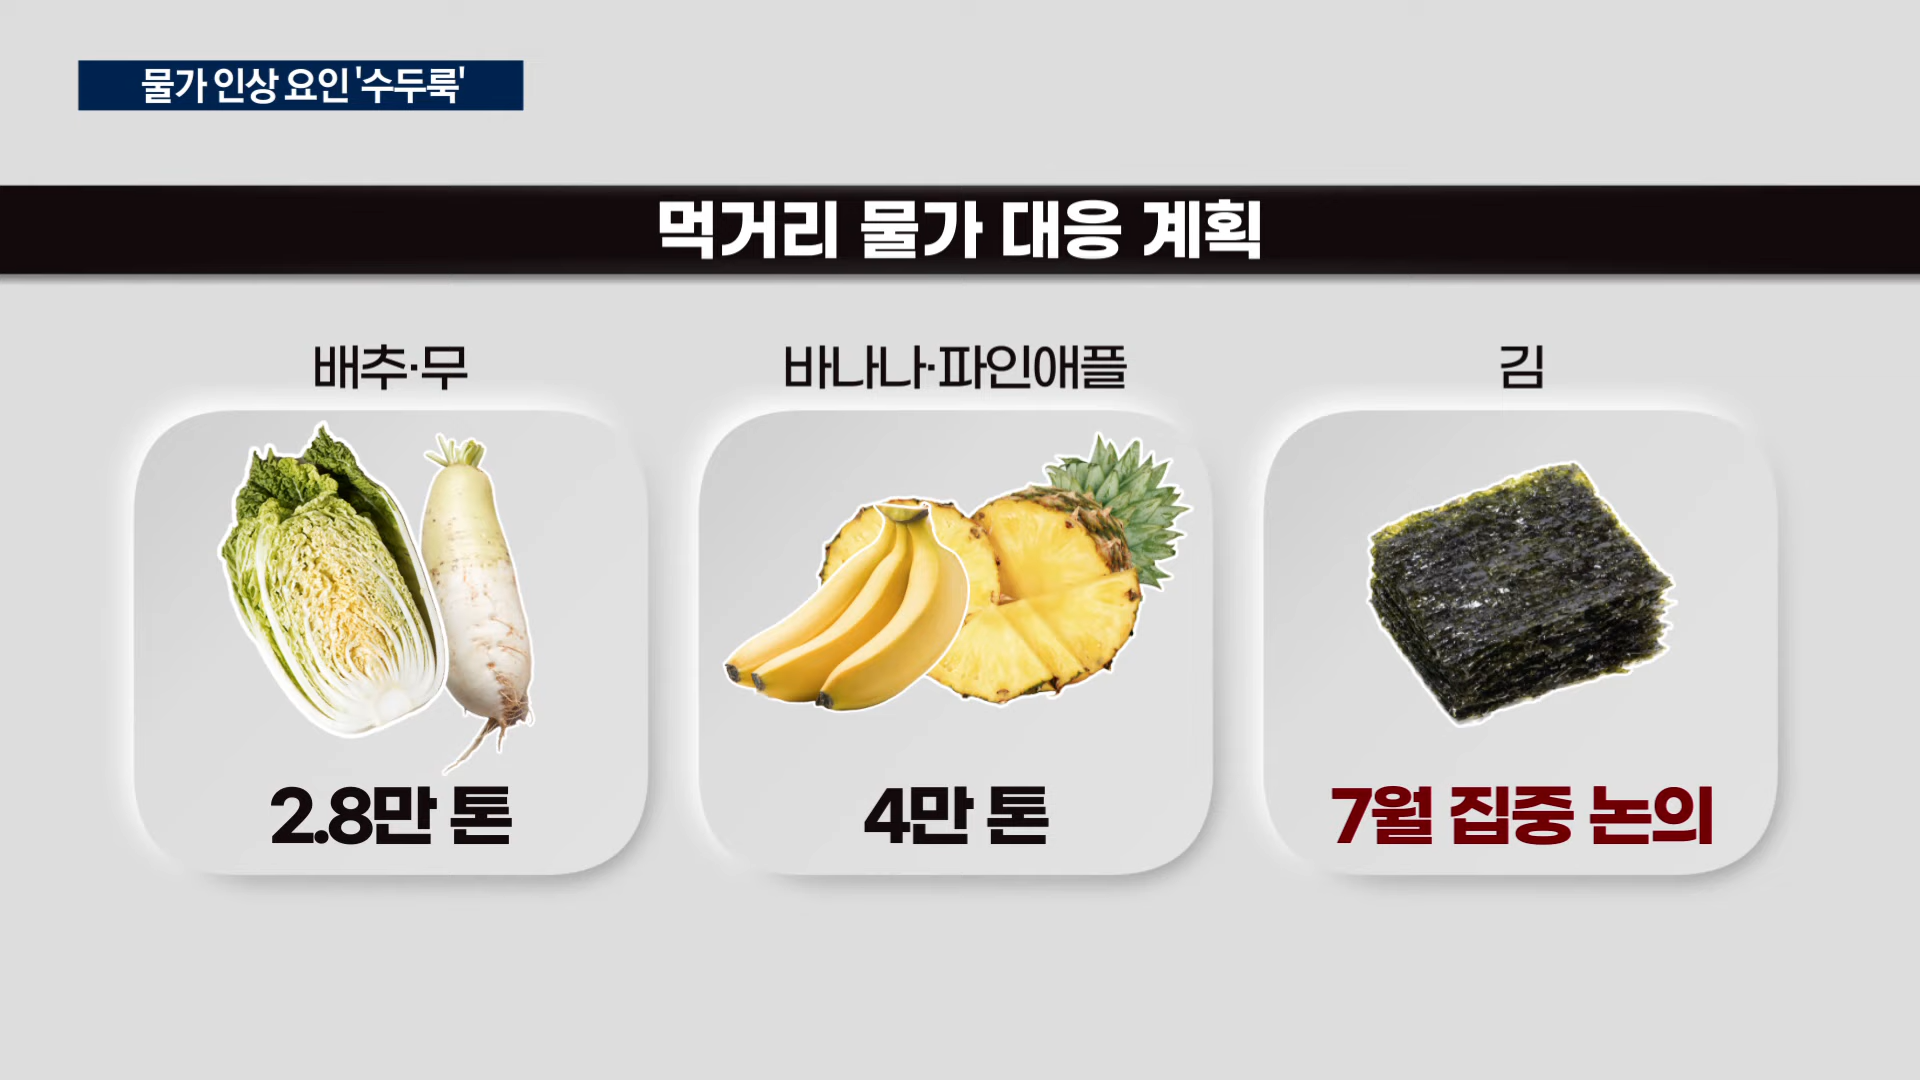 물가 인상 요인 '수두룩'
먹거리 물가 대응 계획
배추·무
바나나·파인애플
김
2.8만 톤
4만 톤
7월 집중 논의